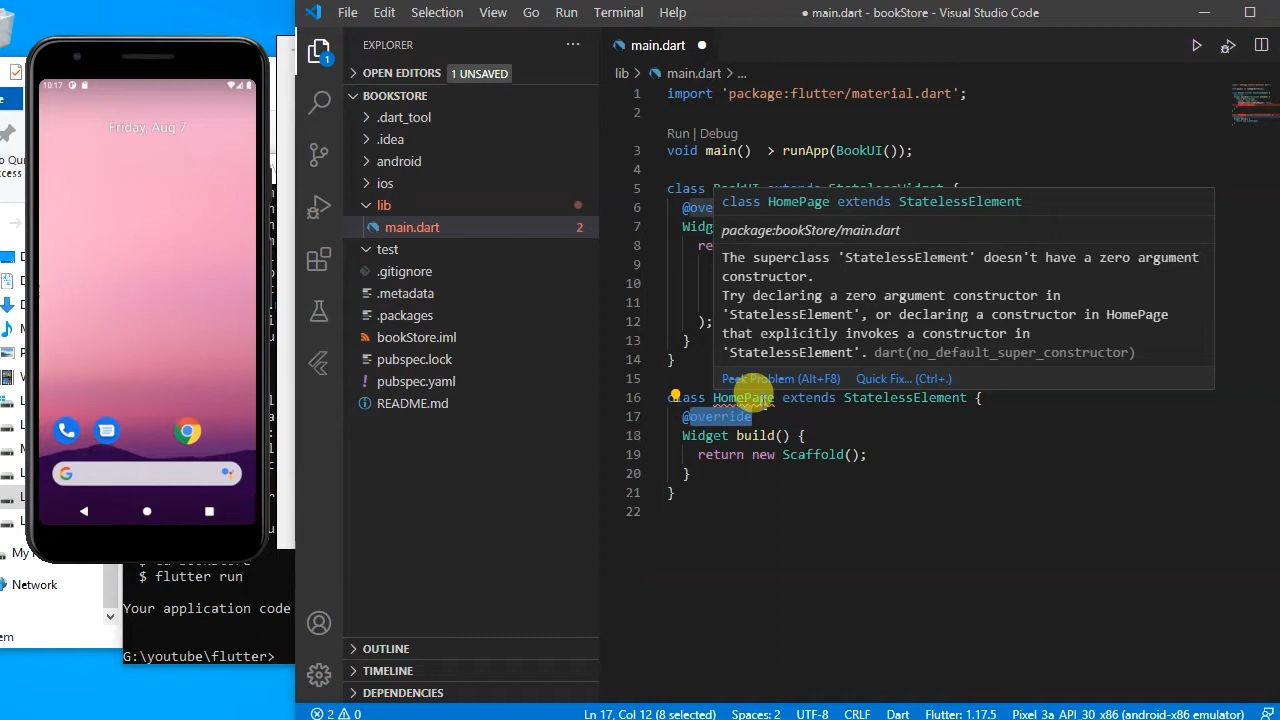 File Edit Selection View Go Run Terminal Help
● main.dart - bookStore - Visual Studio Code
10:17
Friday, Aug 7
My
Network
$ flutter run
Your application code
G:\youtube\flutter>
EXPLORER
OPEN EDITORS 1 UNSAVED
BOOKSTORE
.dart_tool
.idea
android
ios
lib
main.dart 2
test
.gitignore
.metadata
.packages
bookStore.iml
pubspec.lock
pubspec.yaml
README.md
OUTLINE
TIMELINE
DEPENDENCIES
1
main.dart ●
lib > main.dart > ...
1 import 'package:flutter/material.dart';
2
Run | Debug
3 void main() > runApp(BookUI());
4
5 class BookUI extends StatelessWidget {
6 @ove
7 Widg
8 re
9
10
11
12 );
13 }
14 }
15
16 class HomePage extends StatelessElement {
17 @override
18 Widget build() {
19 return new Scaffold();
20 }
21 }
22
class HomePage extends StatelessElement
package:bookStore/main.dart
The superclass 'StatelessElement' doesn't have a zero argument
constructor.
Try declaring a zero argument constructor in
'StatelessElement', or declaring a constructor in HomePage
that explicitly invokes a constructor in
'StatelessElement'. dart(no_default_super_constructor)
Peek Problem (Alt+F8) Quick Fix... (Ctrl+.)
2 0 Ln 17, Col 12 (8 selected) Spaces: 2 UTF-8 CRLF Dart Flutter: 1.17.5 Pixel 3a API 30 x86 (android-x86 emulator)